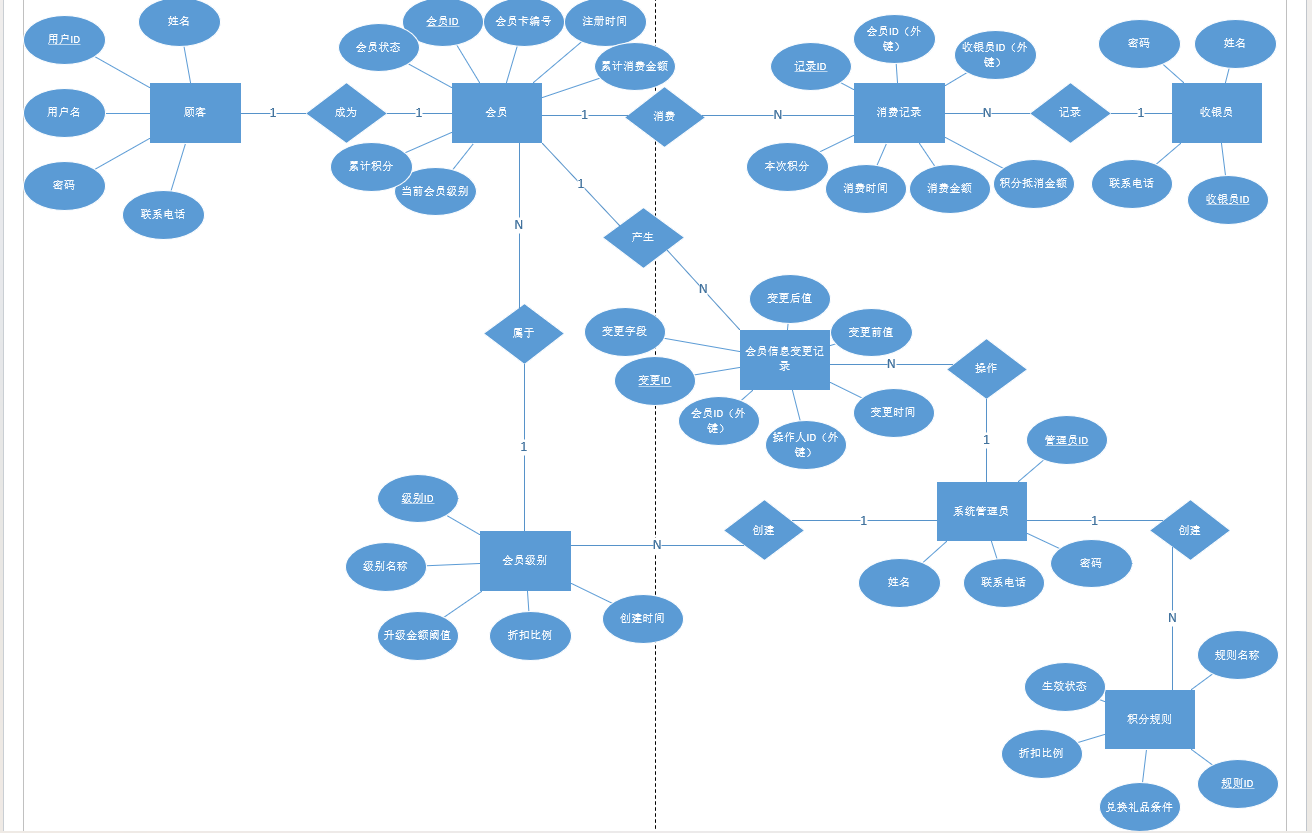 用户ID
姓名
用户名
密码
联系电话
顾客
1
成为
1
会员状态
会员ID
会员卡编号
注册时间
累计消费金额
会员
累计积分
当前会员级别
1
消费
N
记录ID
会员ID（外
键）
收银员ID（外
键）
消费记录
本次积分
消费时间
消费金额
积分抵消金额
N
记录
1
密码
姓名
收银员
联系电话
收银员ID
1
产生
N
N
属于
1
变更后值
变更字段
变更前值
会员信息变更记
录
变更ID
会员ID（外
键）
操作人ID（外
键）
变更时间
N
操作
1
管理员ID
系统管理员
姓名
联系电话
密码
1
创建
N
级别ID
级别名称
会员级别
升级金额阈值
折扣比例
创建时间
1
创建
N
规则名称
生效状态
积分规则
折扣比例
规则ID
兑换礼品条件